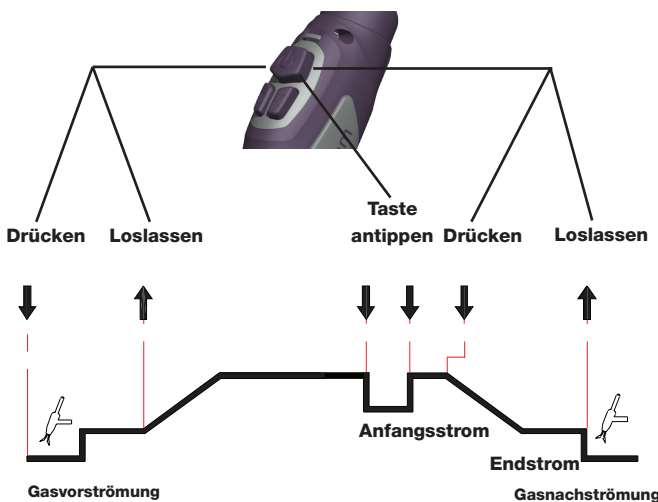 Drücken Loslassen
Taste
antippen Drücken
Loslassen
Anfangsstrom
Endstrom
Gasvorströmung
Gasnachströmung